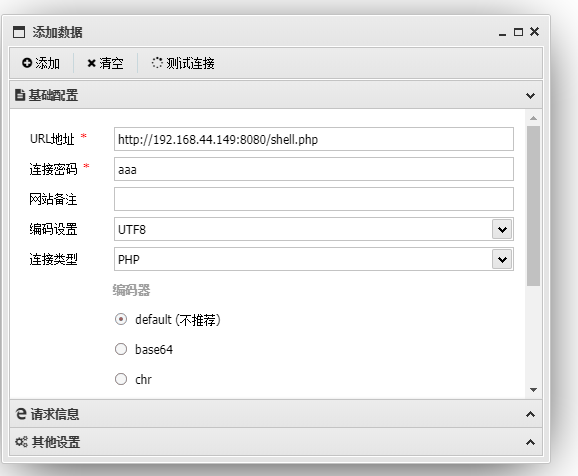 添加数据
添加 清空 测试连接
基础配置
URL地址 * http://192.168.44.149:8080/shell.php
连接密码 * aaa
网站备注
编码设置 UTF8
连接类型 PHP
编码器
default (不推荐)
base64
chr
请求信息
其他设置